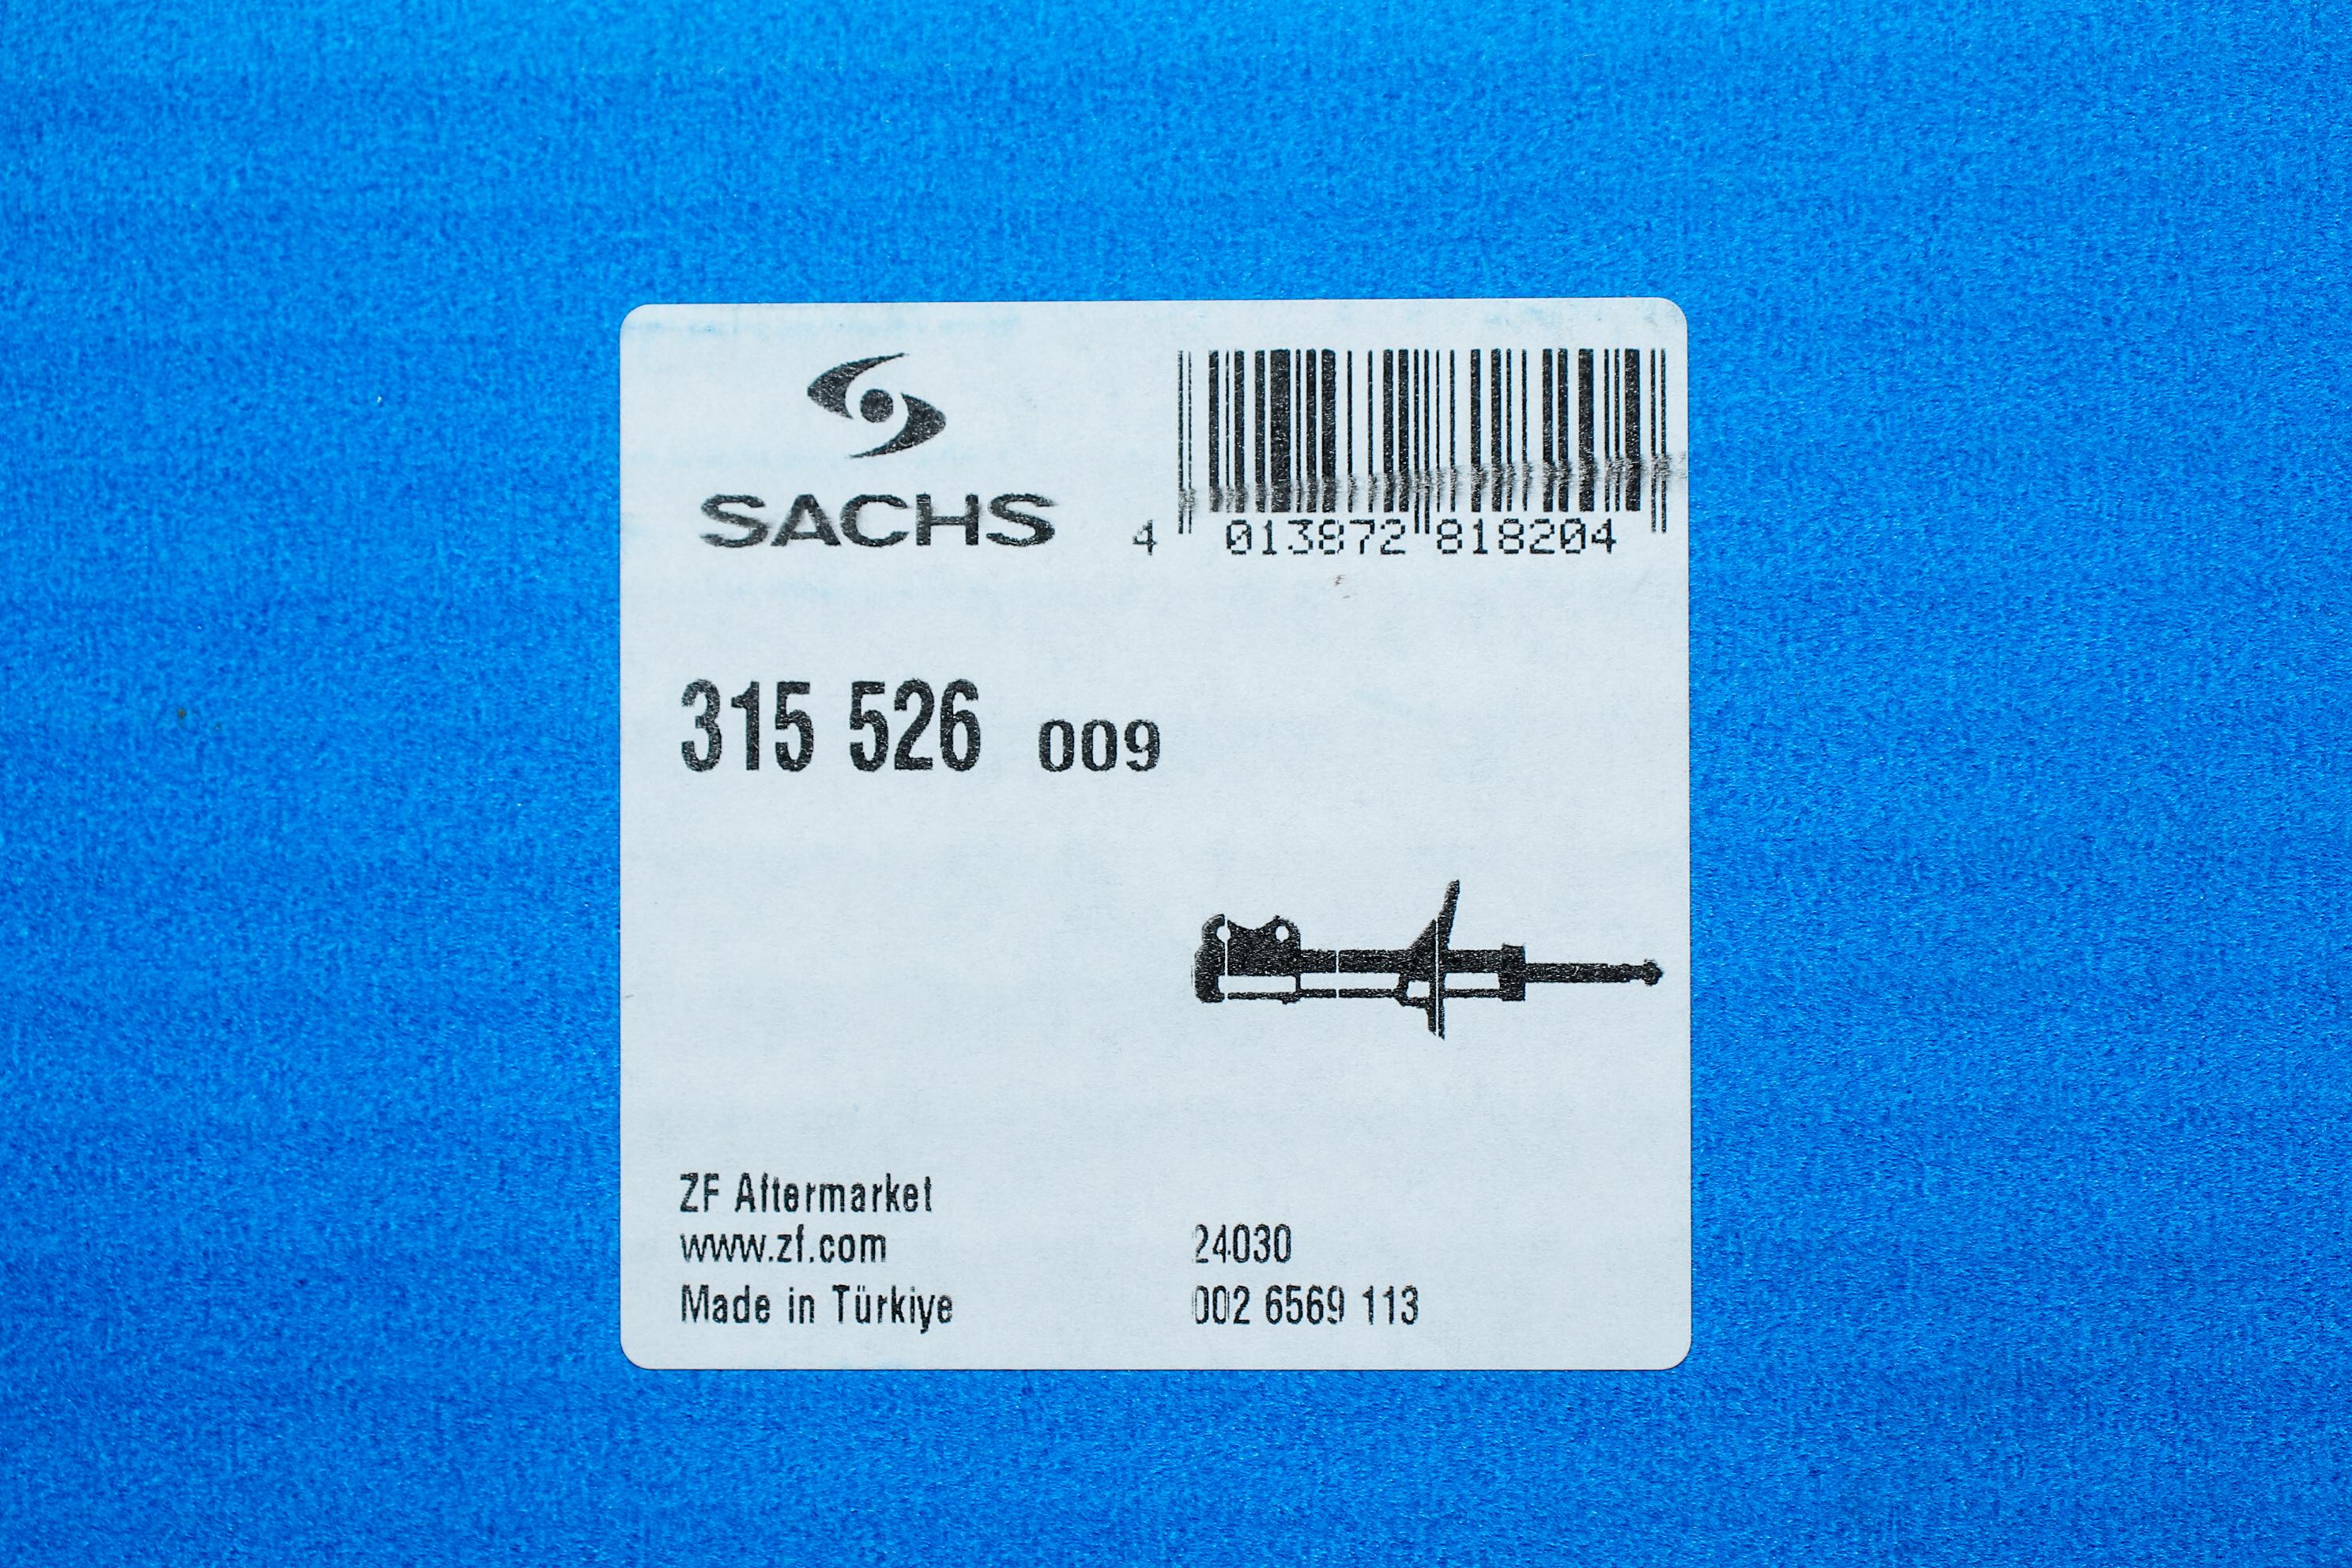 SACHS
4 013872 818204
315 526 009
ZF Aftermarket
www.zf.com 24030
Made in Türkiye 002 6569 113